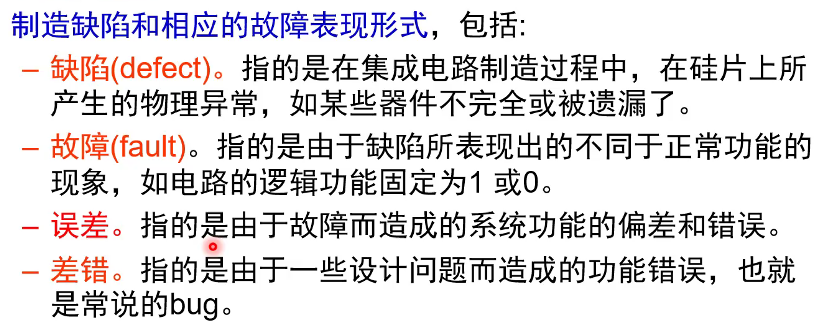 制造缺陷和相应的故障表现形式，包括:
– 缺陷(defect)。指的是在集成电路制造过程中，在硅片上所
产生的物理异常，如某些器件不完全或被遗漏了。
– 故障(fault)。指的是由于缺陷所表现出的不同于正常功能的
现象，如电路的逻辑功能固定为1 或0。
– 误差。指的是由于故障而造成的系统功能的偏差和错误。
– 差错。指的是由于一些设计问题而造成的功能错误，也就
是常说的bug。